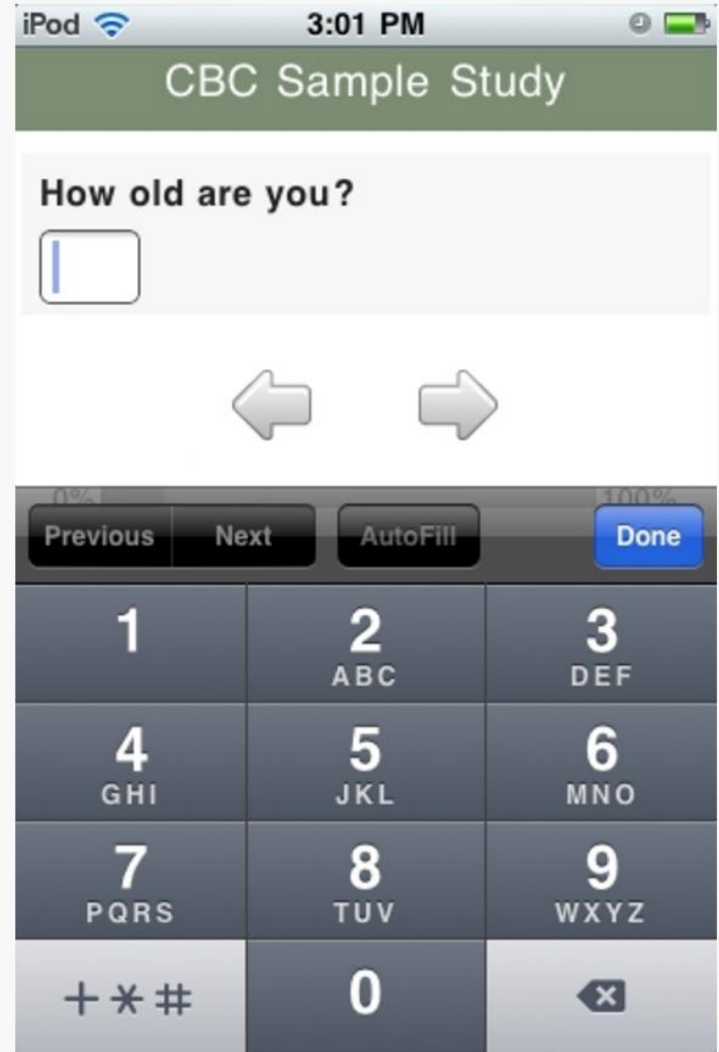 iPod 3:01 PM
CBC Sample Study
How old are you?
0% 100%
Previous Next AutoFill Done
1 2 3
ABC DEF
4 5 6
GHI JKL MNO
7 8 9
PQRS TUV WXYZ
+*# 0